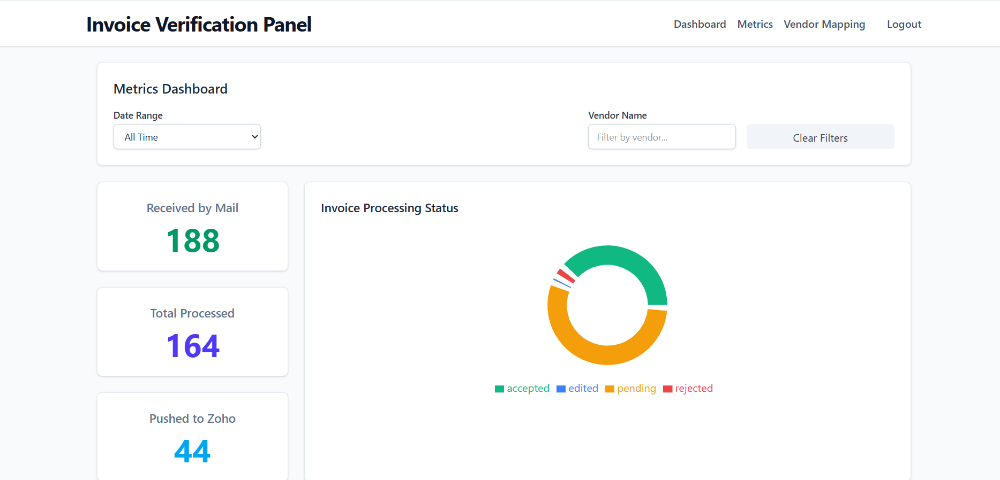 Invoice Verification Panel
Dashboard Metrics Vendor Mapping Logout
Metrics Dashboard
Date Range
All Time
Vendor Name
Filter by vendor...
Clear Filters
Received by Mail
188
Total Processed
164
Pushed to Zoho
44
Invoice Processing Status
accepted edited pending rejected